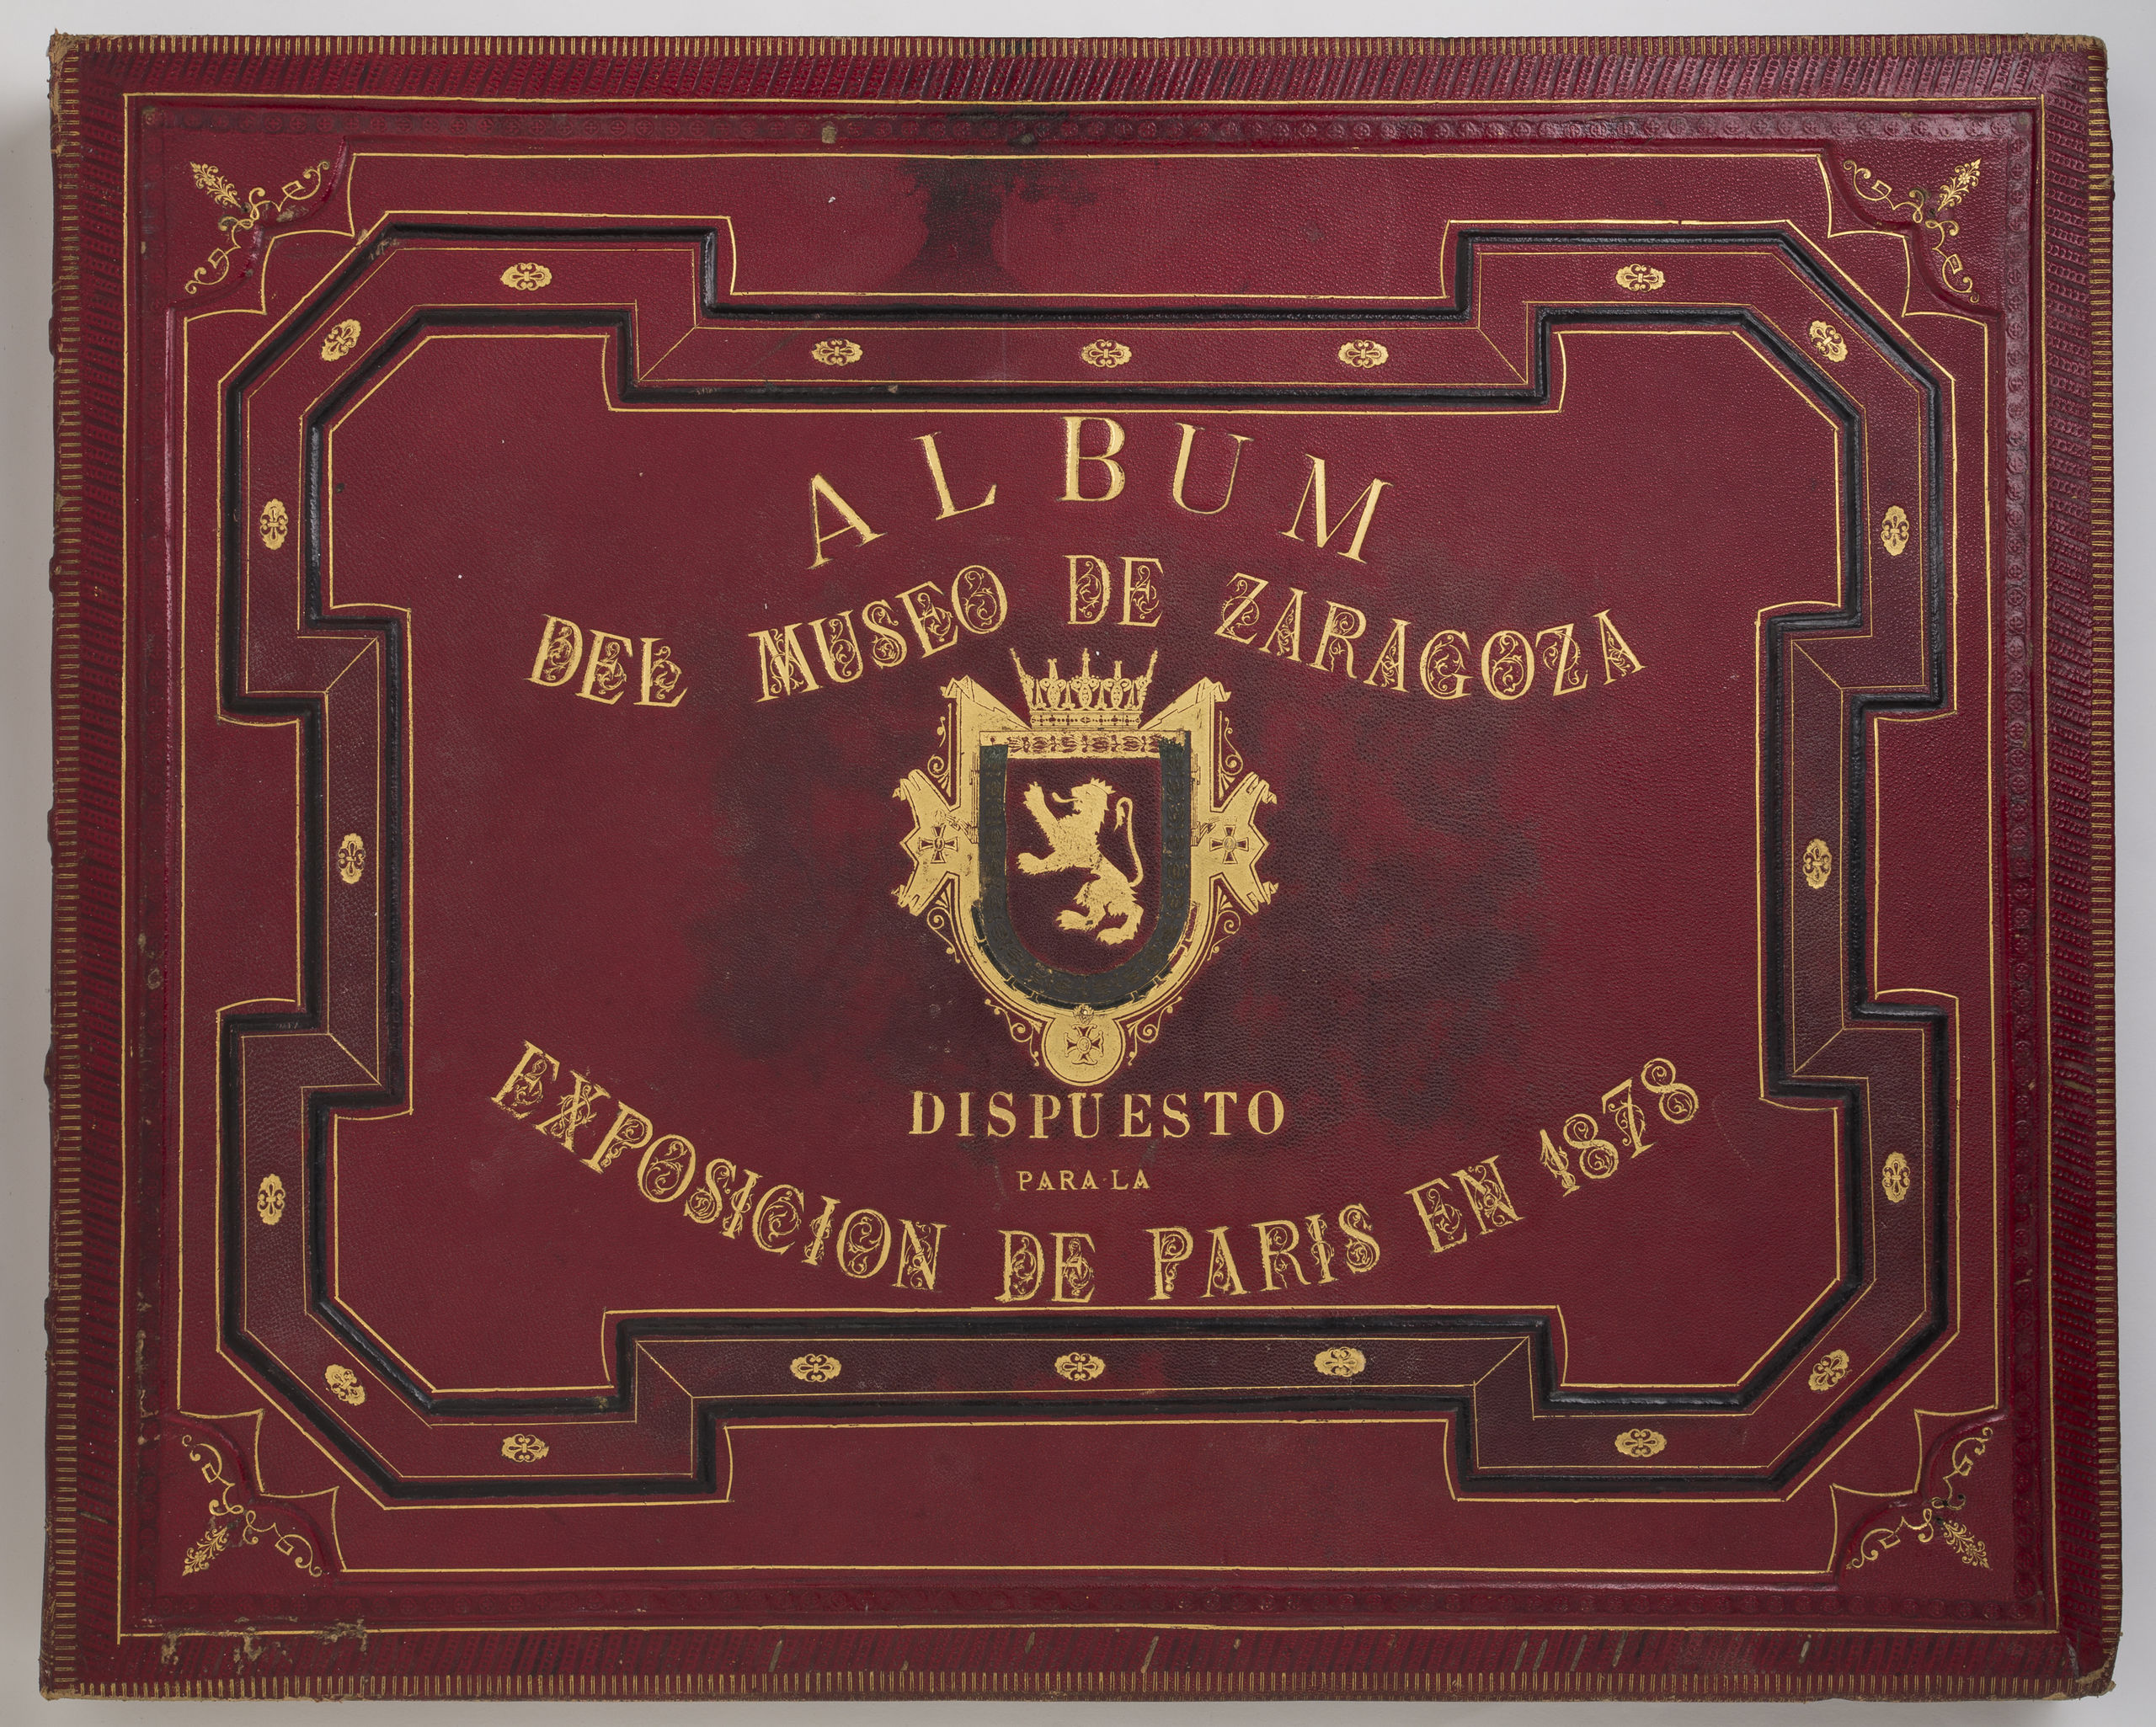 ALBUM
DEL MUSEO DE ZARAGOZA
DISPUESTO
PARA LA
EXPOSICION DE PARIS EN 1878